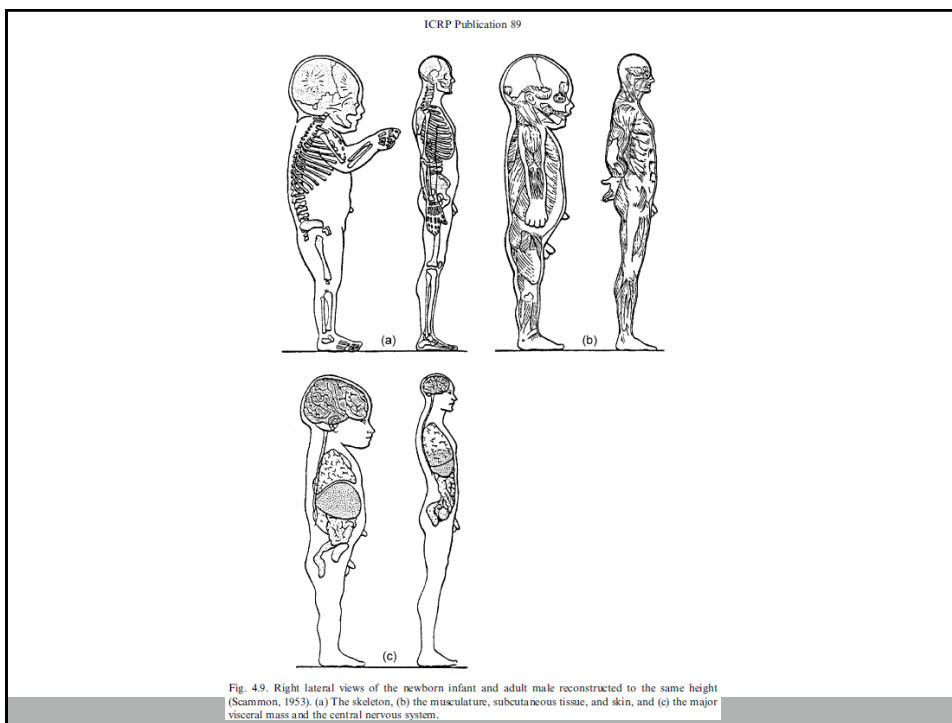 ICRP Publication 89
(a)
(b)
(c)
Fig. 4.9. Right lateral views of the newborn infant and adult male reconstructed to the same height
(Scammon, 1953). (a) The skeleton, (b) the musculature, subcutaneous tissue, and skin, and (c) the major
visceral mass and the central nervous system.